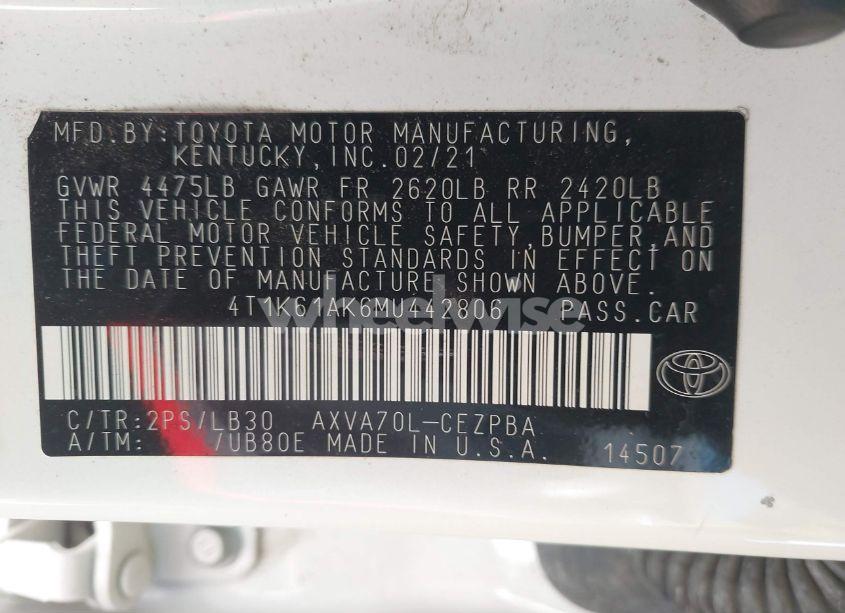 MFD.BY:TOYOTA MOTOR MANUFACTURING,
KENTUCKY,INC.02/21
GVWR 4475LB GAWR FR 2620LB RR 2420LB
THIS VEHICLE CONFORMS TO ALL APPLICABLE
FEDERAL MOTOR VEHICLE SAFETY,BUMPER,AND
THEFT PREVENTION STANDARDS IN EFFECT ON
THE DATE OF MANUFACTURE SHOWN ABOVE.
4T1K61AK6MU442806 PASS.CAR
wheelwise
C/TR:2PS/LB30 AXVA70L-CEZPBA
A/TM: /UB80E MADE IN U.S.A. 14507